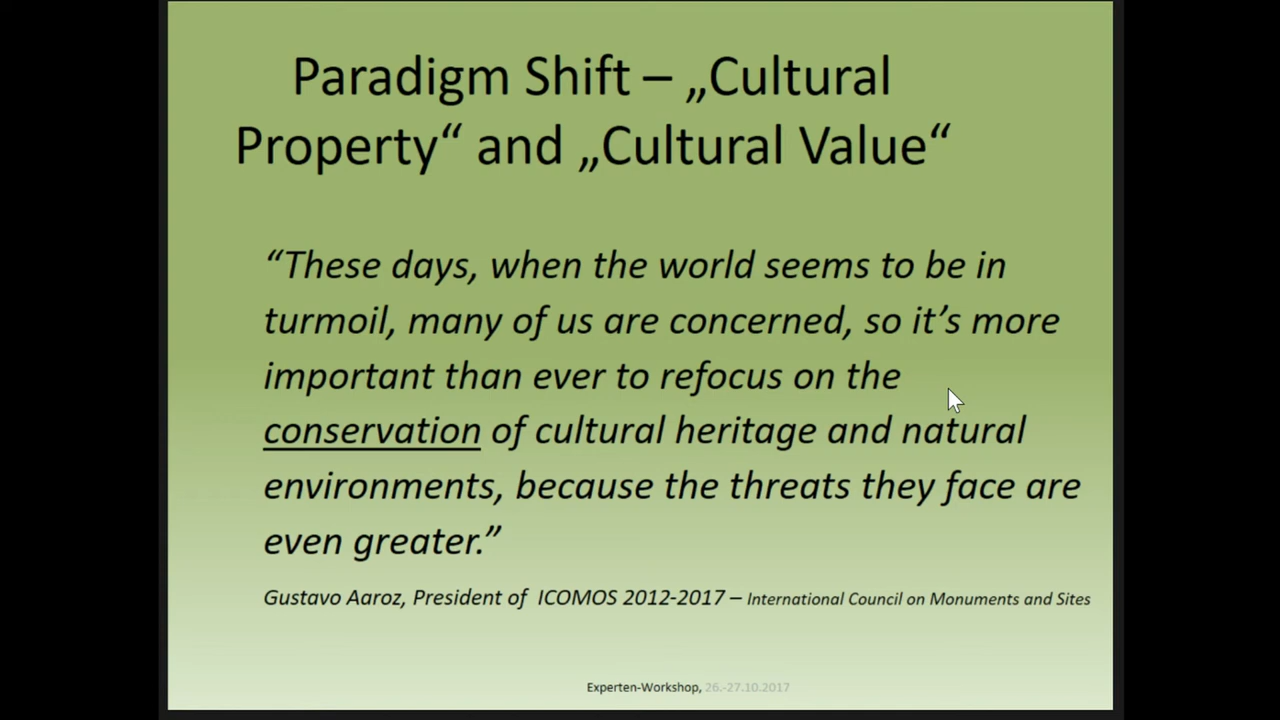 Paradigm Shift – „Cultural
Property“ and „Cultural Value“
“These days, when the world seems to be in
turmoil, many of us are concerned, so it’s more
important than ever to refocus on the
conservation of cultural heritage and natural
environments, because the threats they face are
even greater.”
Gustavo Aaroz, President of ICOMOS 2012-2017 – International Council on Monuments and Sites
Experten-Workshop, 26.-27.10.2017